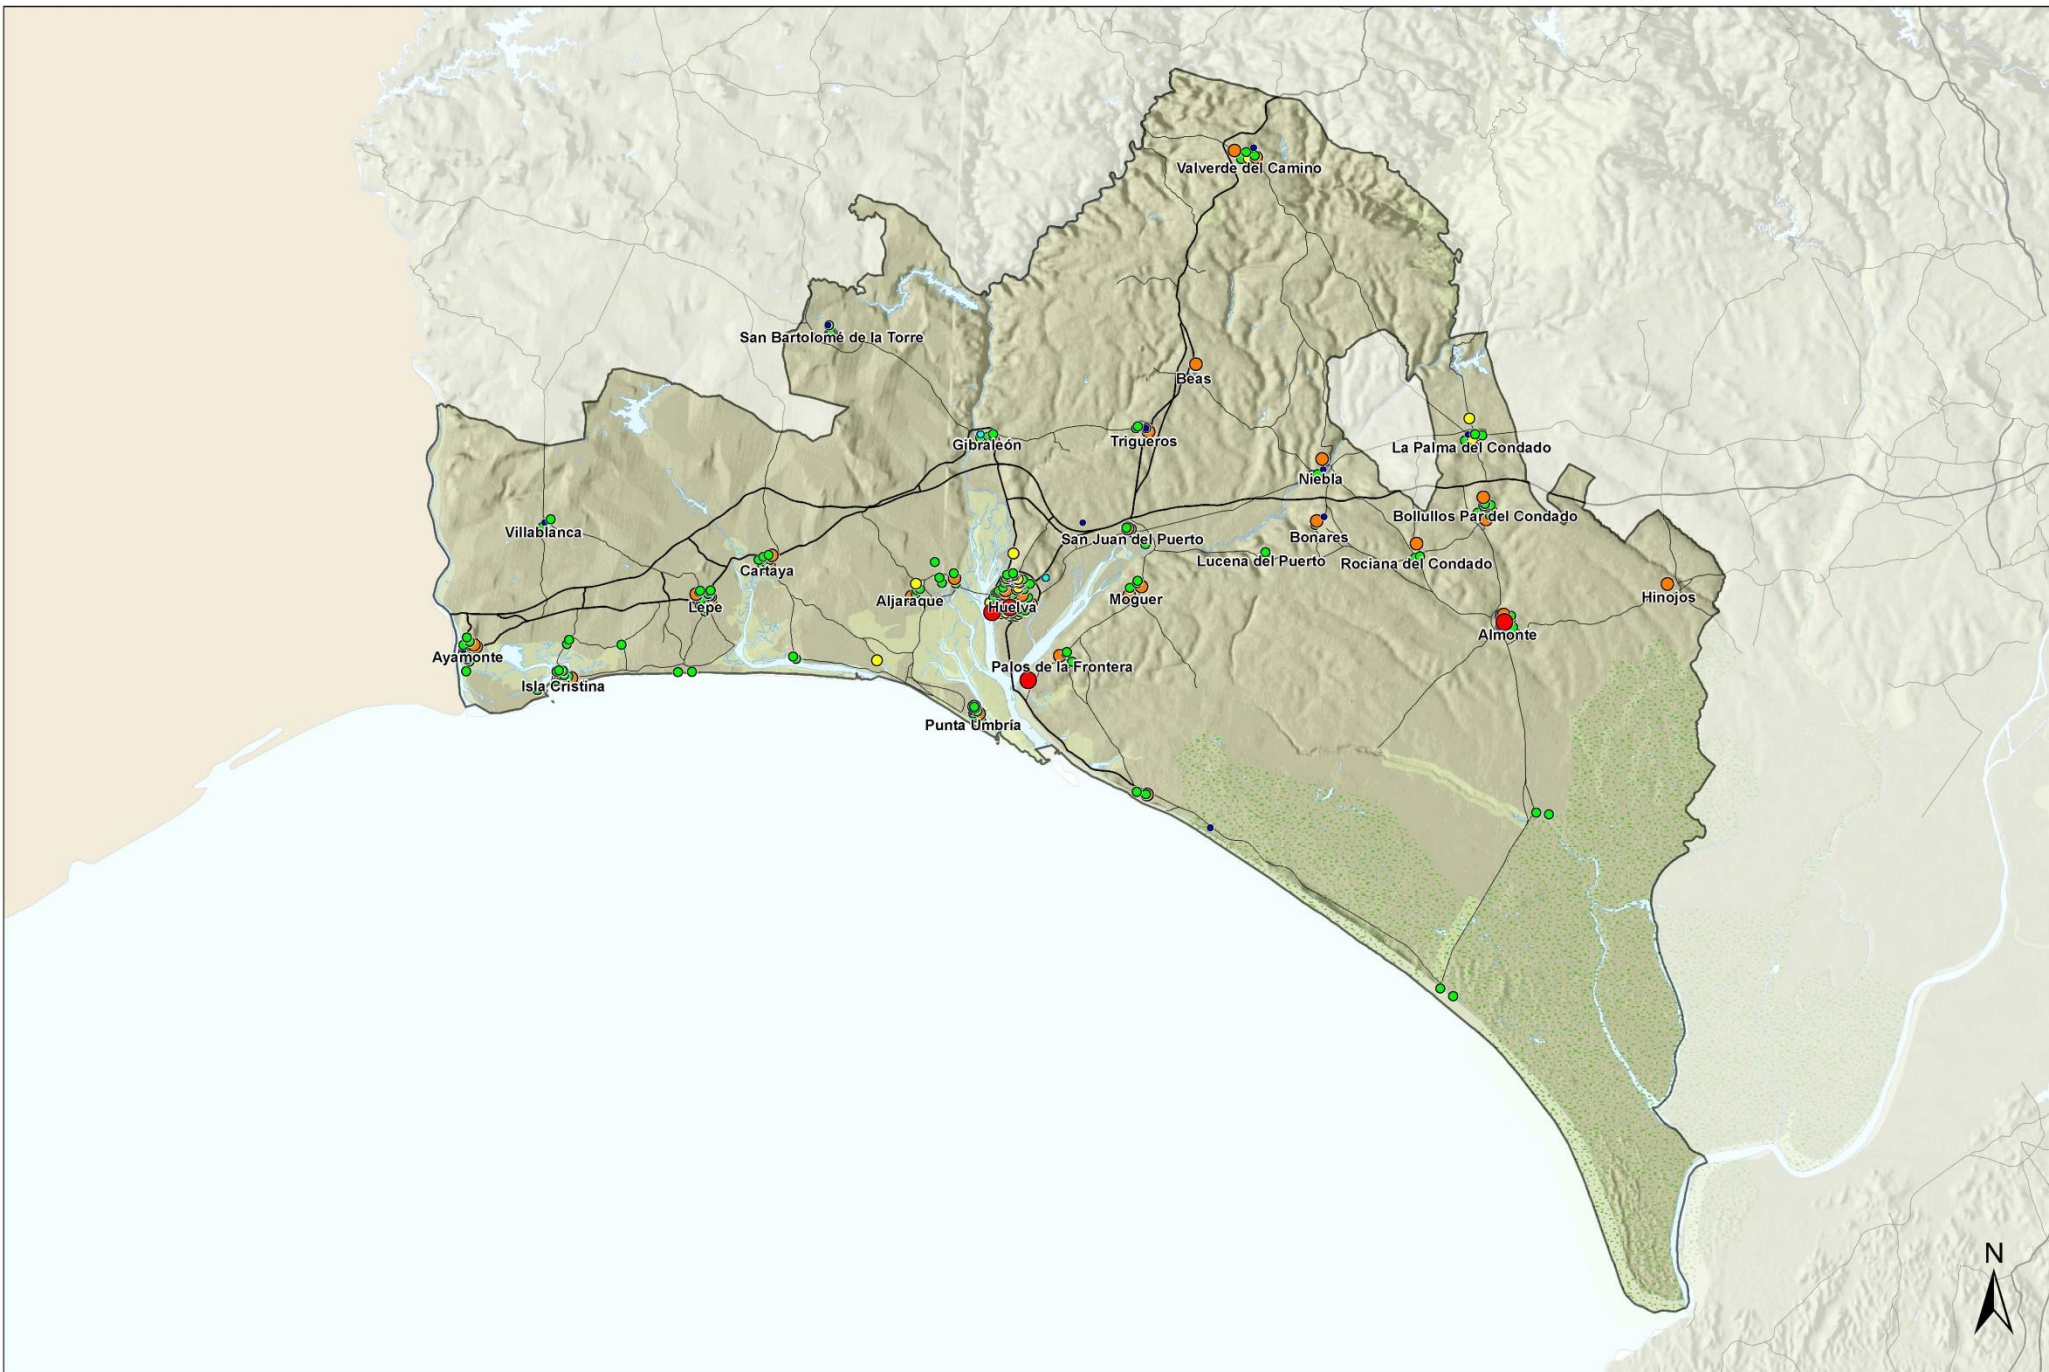 Valverde del Camino
San Bartolomé de la Torre
Beas
Gibraleón
Trigueros
La Palma del Condado
Niebla
Villablanca
San Juan del Puerto
Bonares
Bollullos Par del Condado
Cartaya
Lucena del Puerto
Rociana del Condado
Lepe
Aljaraque
Huelva
Moguer
Hinojos
Almonte
Ayamonte
Isla Cristina
Palos de la Frontera
Punta Umbría
N